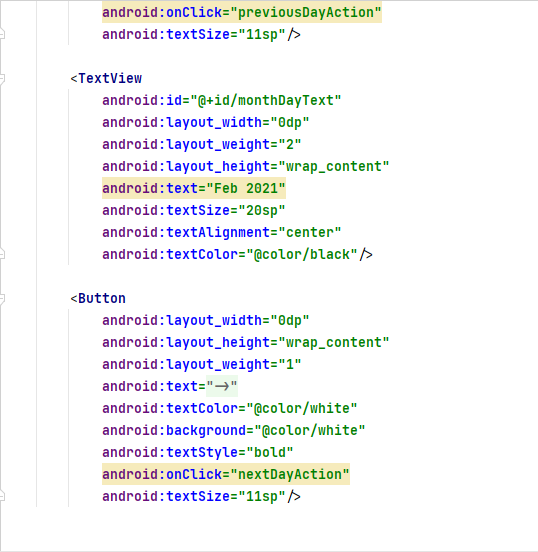 android:onClick="previousDayAction"
android:textSize="11sp"/>
<TextView
android:id="@+id/monthDayText"
android:layout_width="0dp"
android:layout_weight="2"
android:layout_height="wrap_content"
android:text="Feb 2021"
android:textSize="20sp"
android:textAlignment="center"
android:textColor="@color/black"/>
<Button
android:layout_width="0dp"
android:layout_height="wrap_content"
android:layout_weight="1"
android:text="->"
android:textColor="@color/white"
android:background="@color/white"
android:textStyle="bold"
android:onClick="nextDayAction"
android:textSize="11sp"/>